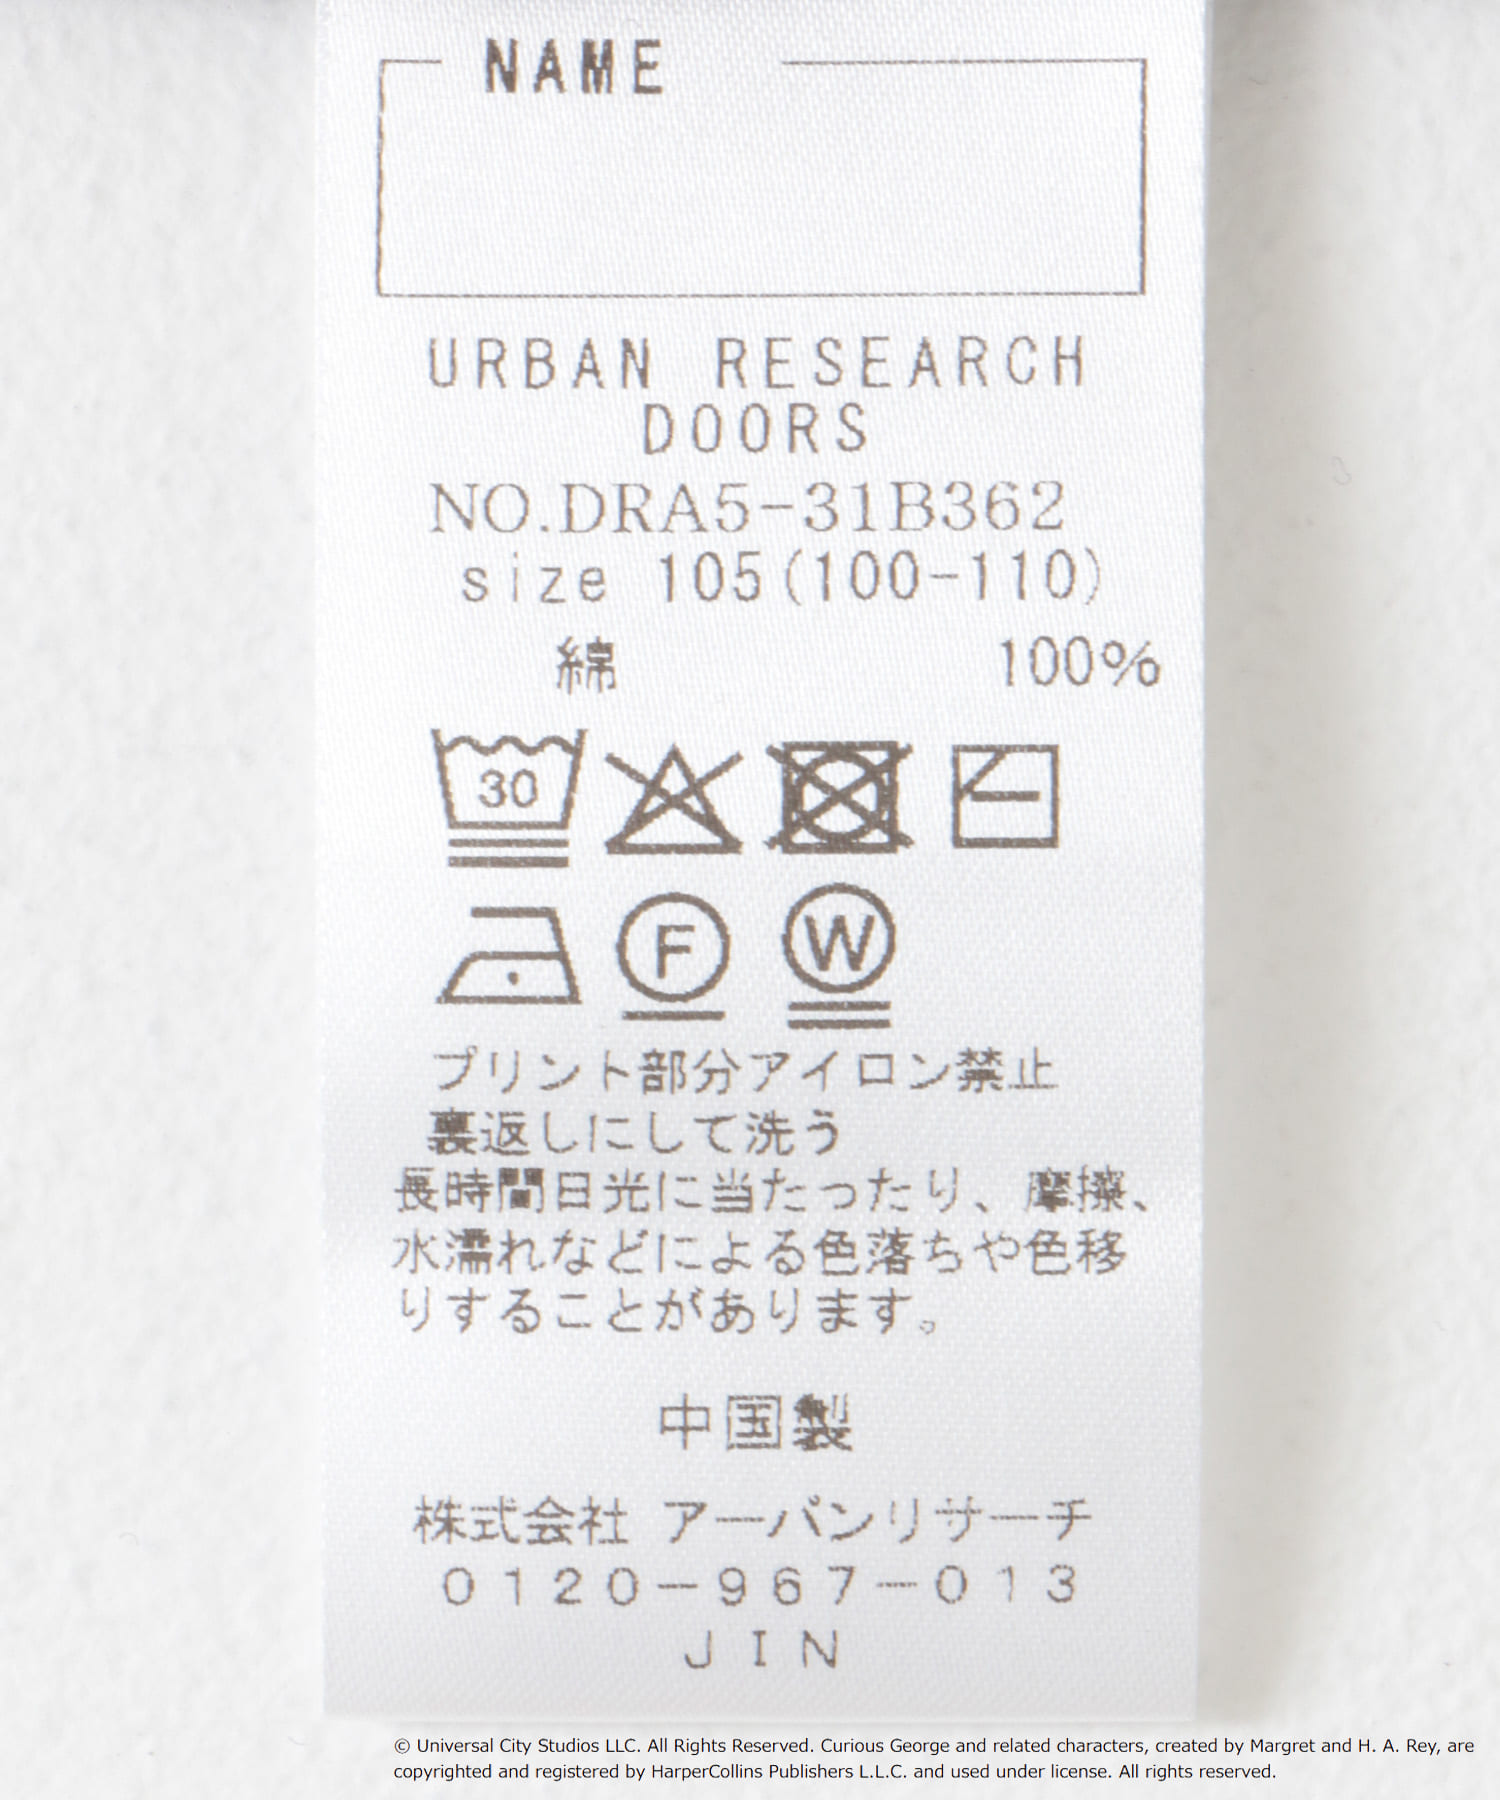 NAME
URBAN RESEARCH
DOORS
NO.DRA5-31B362
size 105(100-110)
綿 100%
30
F W
プリント部分アイロン禁止
裏返しにして洗う
長時間日光に当たったり、摩擦、
水濡れなどによる色落ちや色移
りすることがあります。
中国製
株式会社 アーバンリサーチ
0120-967-013
JIN
© Universal City Studios LLC. All Rights Reserved. Curious George and related characters, created by Margret and H. A. Rey, are
copyrighted and registered by HarperCollins Publishers L.L.C. and used under license. All rights reserved.